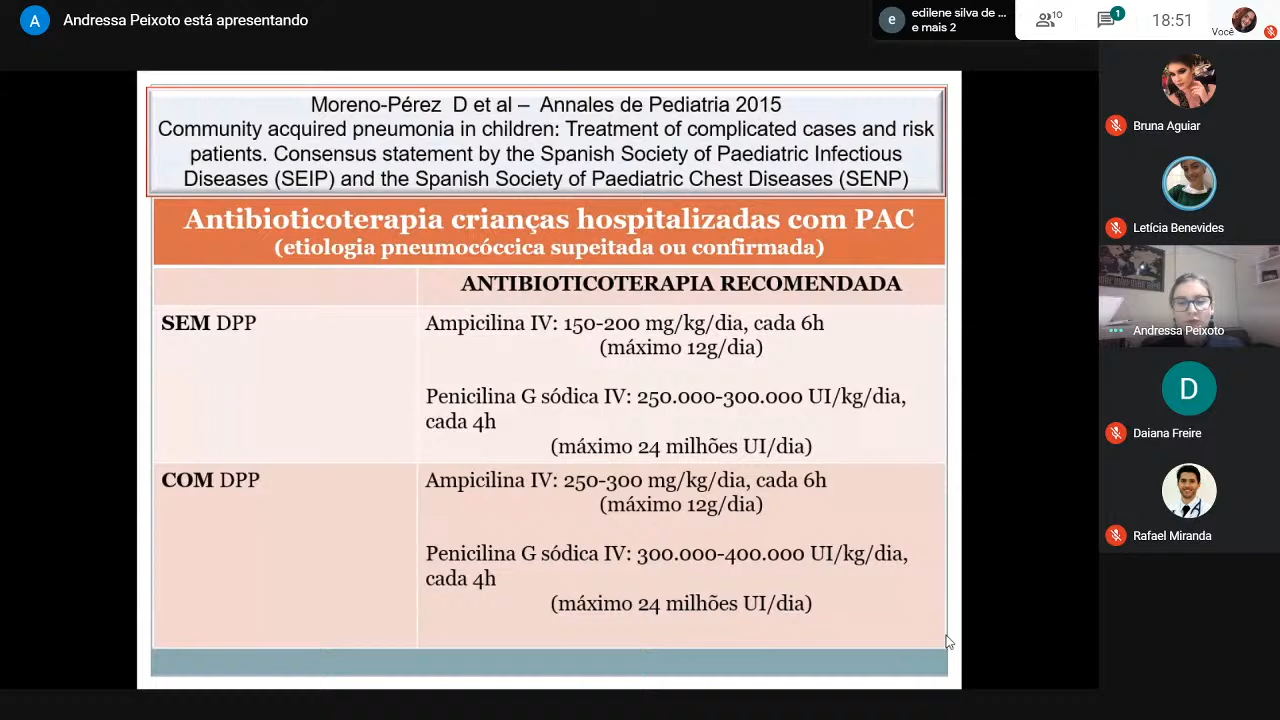 A
Andressa Peixoto está apresentando
e
edilene silva de ...
e mais 2
10
1
18:51
Você
Moreno-Pérez D et al – Annales de Pediatria 2015
Community acquired pneumonia in children: Treatment of complicated cases and risk
patients. Consensus statement by the Spanish Society of Paediatric Infectious
Diseases (SEIP) and the Spanish Society of Paediatric Chest Diseases (SENP)
Antibioticoterapia crianças hospitalizadas com PAC
(etiologia pneumocóccica supeitada ou confirmada)
ANTIBIOTICOTERAPIA RECOMENDADA
SEM DPP
Ampicilina IV: 150-200 mg/kg/dia, cada 6h
(máximo 12g/dia)
Penicilina G sódica IV: 250.000-300.000 UI/kg/dia,
cada 4h
(máximo 24 milhões UI/dia)
COM DPP
Ampicilina IV: 250-300 mg/kg/dia, cada 6h
(máximo 12g/dia)
Penicilina G sódica IV: 300.000-400.000 UI/kg/dia,
cada 4h
(máximo 24 milhões UI/dia)
Bruna Aguiar
Letícia Benevides
Andressa Peixoto
D
Daiana Freire
Rafael Miranda